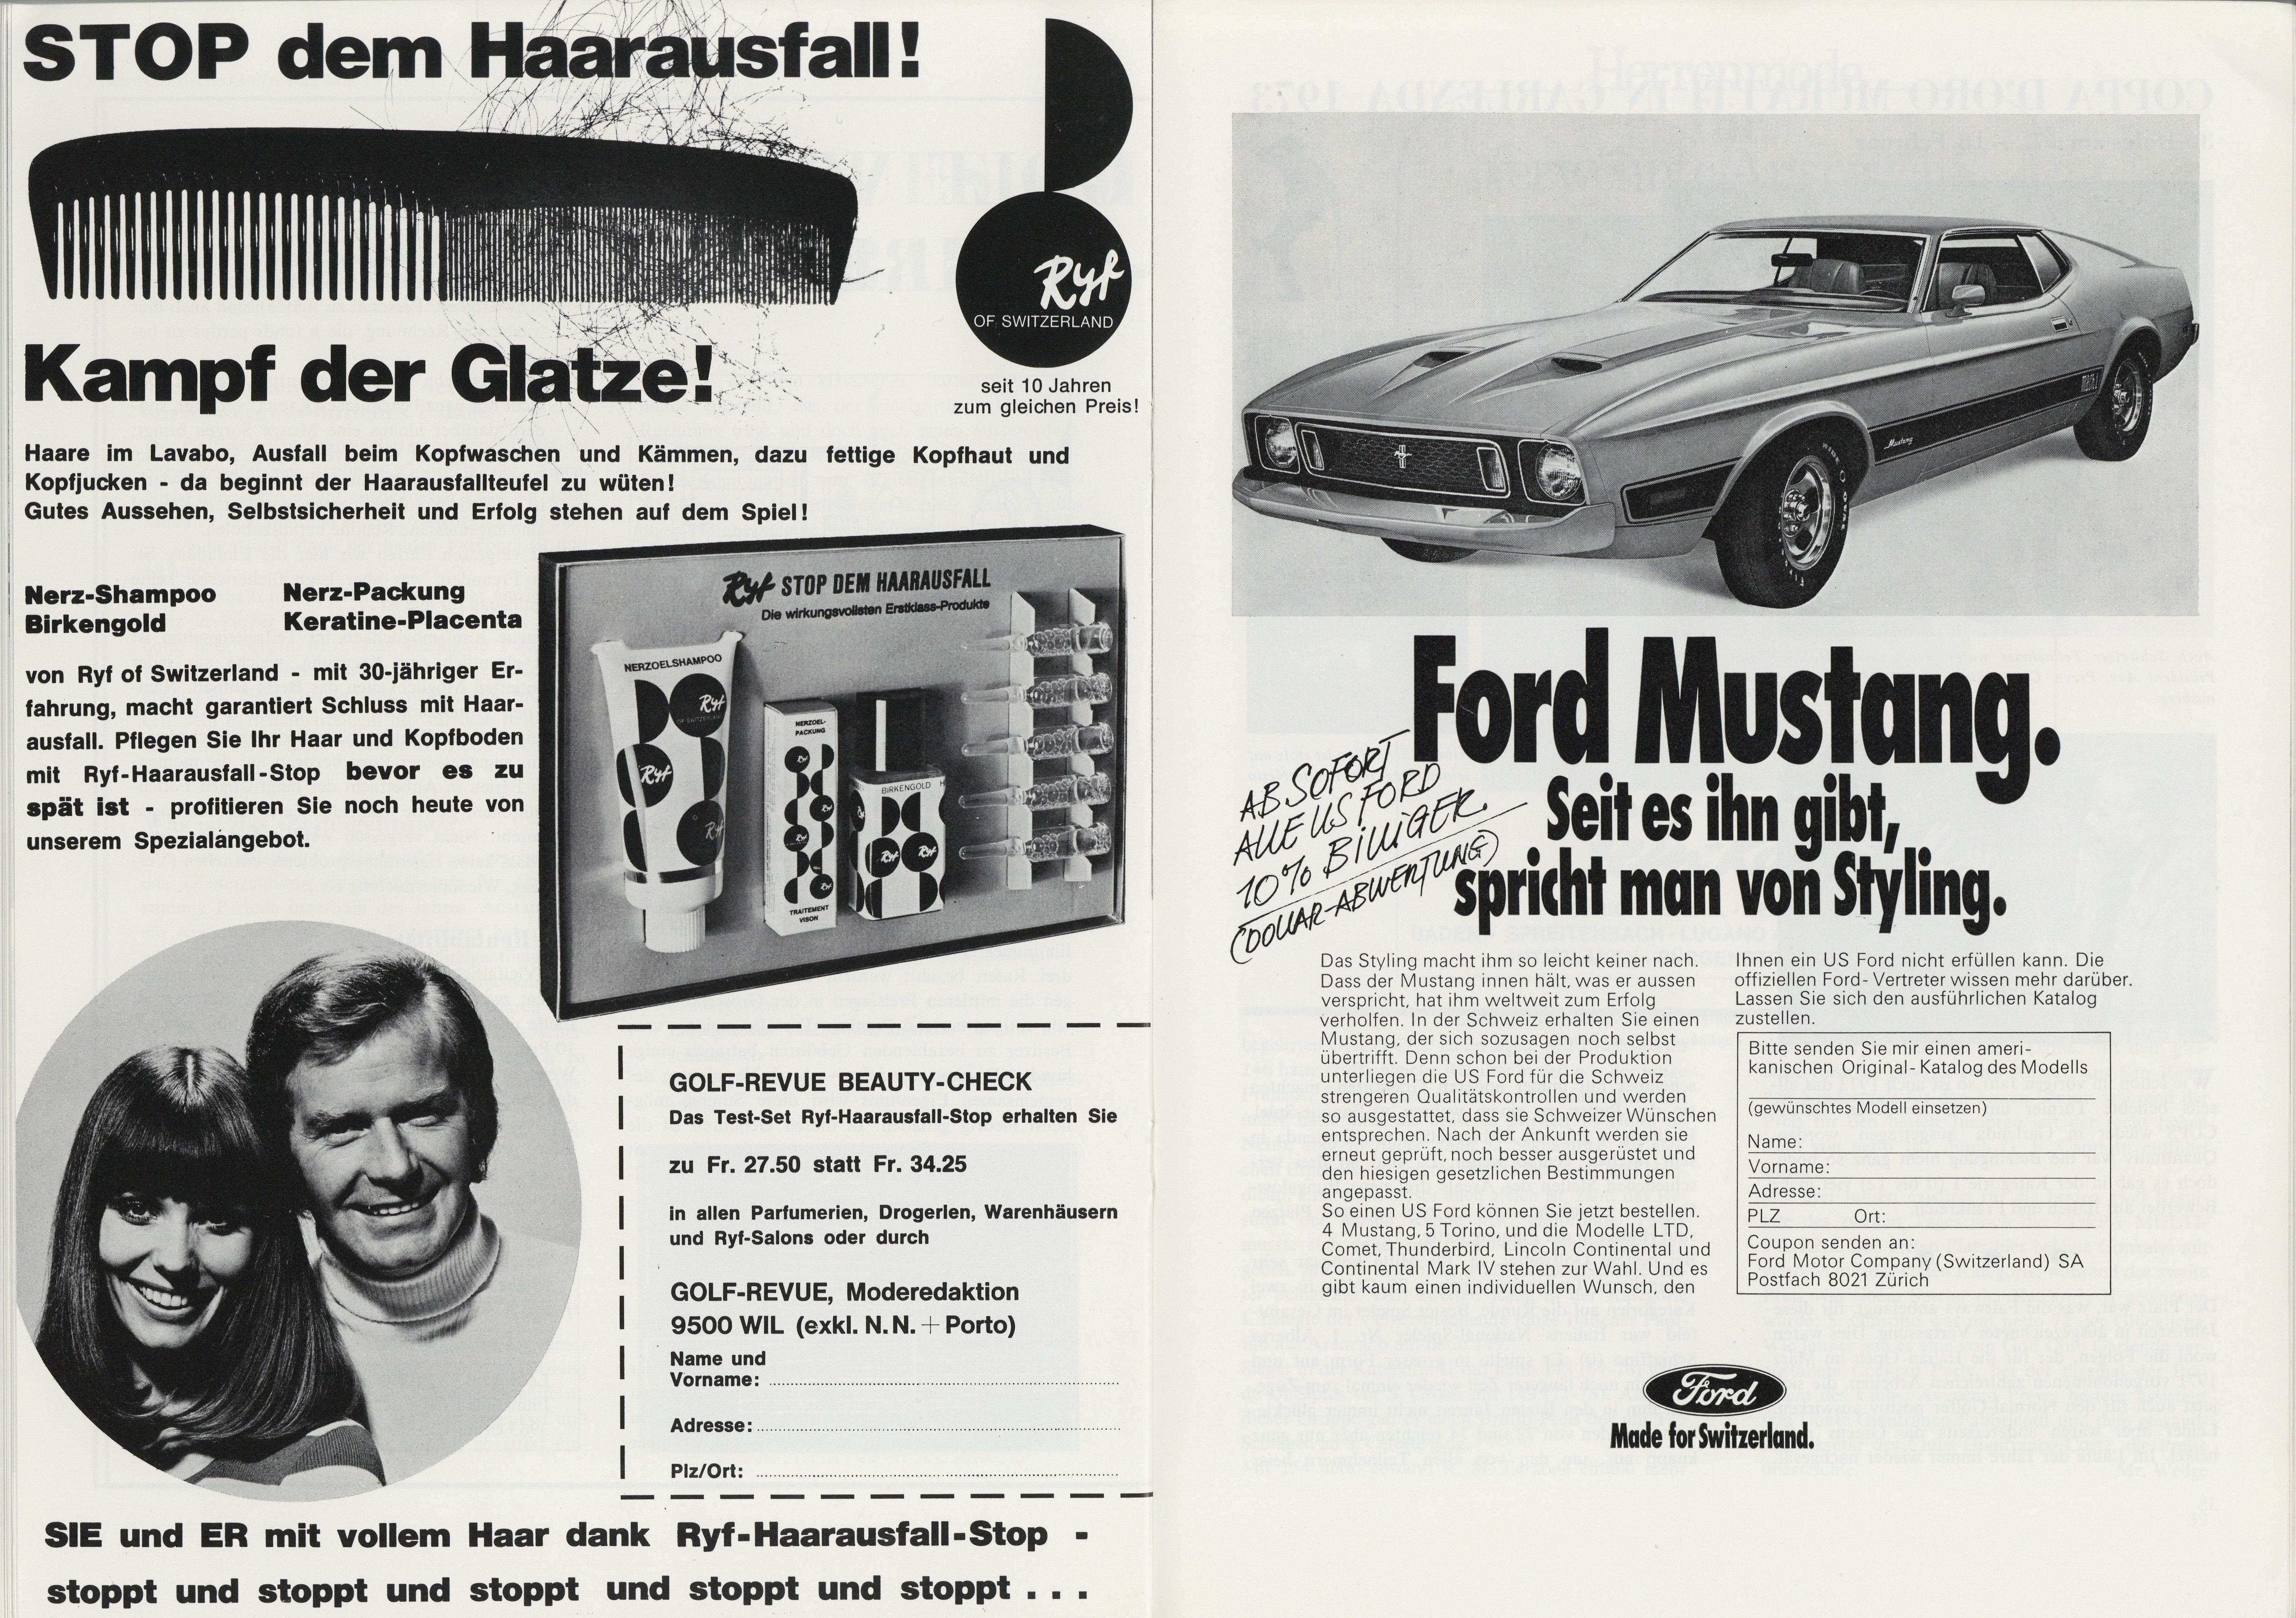 STOP dem Haarausfall!
Ryf
OF SWITZERLAND
seit 10 Jahren
zum gleichen Preis!
Kampf der Glatze!
Haare im Lavabo, Ausfall beim Kopfwaschen und Kämmen, dazu fettige Kopfhaut und
Kopfjucken - da beginnt der Haarausfallteufel zu wüten!
Gutes Aussehen, Selbstsicherheit und Erfolg stehen auf dem Spiel!
Nerz-Shampoo Nerz-Packung
Birkengold Keratine-Placenta
von Ryf of Switzerland - mit 30-jähriger Er-
fahrung, macht garantiert Schluss mit Haar-
ausfall. Pflegen Sie Ihr Haar und Kopfboden
mit Ryf-Haarausfall-Stop bevor es zu
spät ist - profitieren Sie noch heute von
unserem Spezialangebot.
Ryf STOP DEM HAARAUSFALL
Die wirkungsvollsten Erstklass-Produkte
NERZOELSHAMPOO
Ryf
OF SWITZERLAND
Ryf
Ryf
NERZOEL-
PACKUNG
Ryf
Ryf
Ryf
TRAITEMENT
VISON
BIRKENGOLD
Ryf
Ryf
GOLF-REVUE BEAUTY-CHECK
Das Test-Set Ryf-Haarausfall-Stop erhalten Sie
zu Fr. 27.50 statt Fr. 34.25
in allen Parfumerien, Drogerien, Warenhäusern
und Ryf-Salons oder durch
GOLF-REVUE, Moderedaktion
9500 WIL (exkl. N.N. + Porto)
Name und
Vorname:
Adresse:
Plz/Ort:
SIE und ER mit vollem Haar dank Ryf-Haarausfall-Stop -
stoppt und stoppt und stoppt und stoppt und stoppt . . .
mach 1
Mustang
Ford Mustang.
Seit es ihn gibt,
spricht man von Styling.
AB SOFORT
ALLE US FORD
10% BILLIGER.
(DOLLAR-ABWERTUNG)
Das Styling macht ihm so leicht keiner nach.
Dass der Mustang innen hält, was er aussen
verspricht, hat ihm weltweit zum Erfolg
verholfen. In der Schweiz erhalten Sie einen
Mustang, der sich sozusagen noch selbst
übertrifft. Denn schon bei der Produktion
unterliegen die US Ford für die Schweiz
strengeren Qualitätskontrollen und werden
so ausgestattet, dass sie Schweizer Wünschen
entsprechen. Nach der Ankunft werden sie
erneut geprüft, noch besser ausgerüstet und
den hiesigen gesetzlichen Bestimmungen
angepasst.
So einen US Ford können Sie jetzt bestellen.
4 Mustang, 5 Torino, und die Modelle LTD,
Comet, Thunderbird, Lincoln Continental und
Continental Mark IV stehen zur Wahl. Und es
gibt kaum einen individuellen Wunsch, den
Ihnen ein US Ford nicht erfüllen kann. Die
offiziellen Ford-Vertreter wissen mehr darüber.
Lassen Sie sich den ausführlichen Katalog
zustellen.
Bitte senden Sie mir einen ameri-
kanischen Original-Katalog des Modells
(gewünschtes Modell einsetzen)
Name:
Vorname:
Adresse:
PLZ Ort:
Coupon senden an:
Ford Motor Company (Switzerland) SA
Postfach 8021 Zürich
Ford
Made for Switzerland.